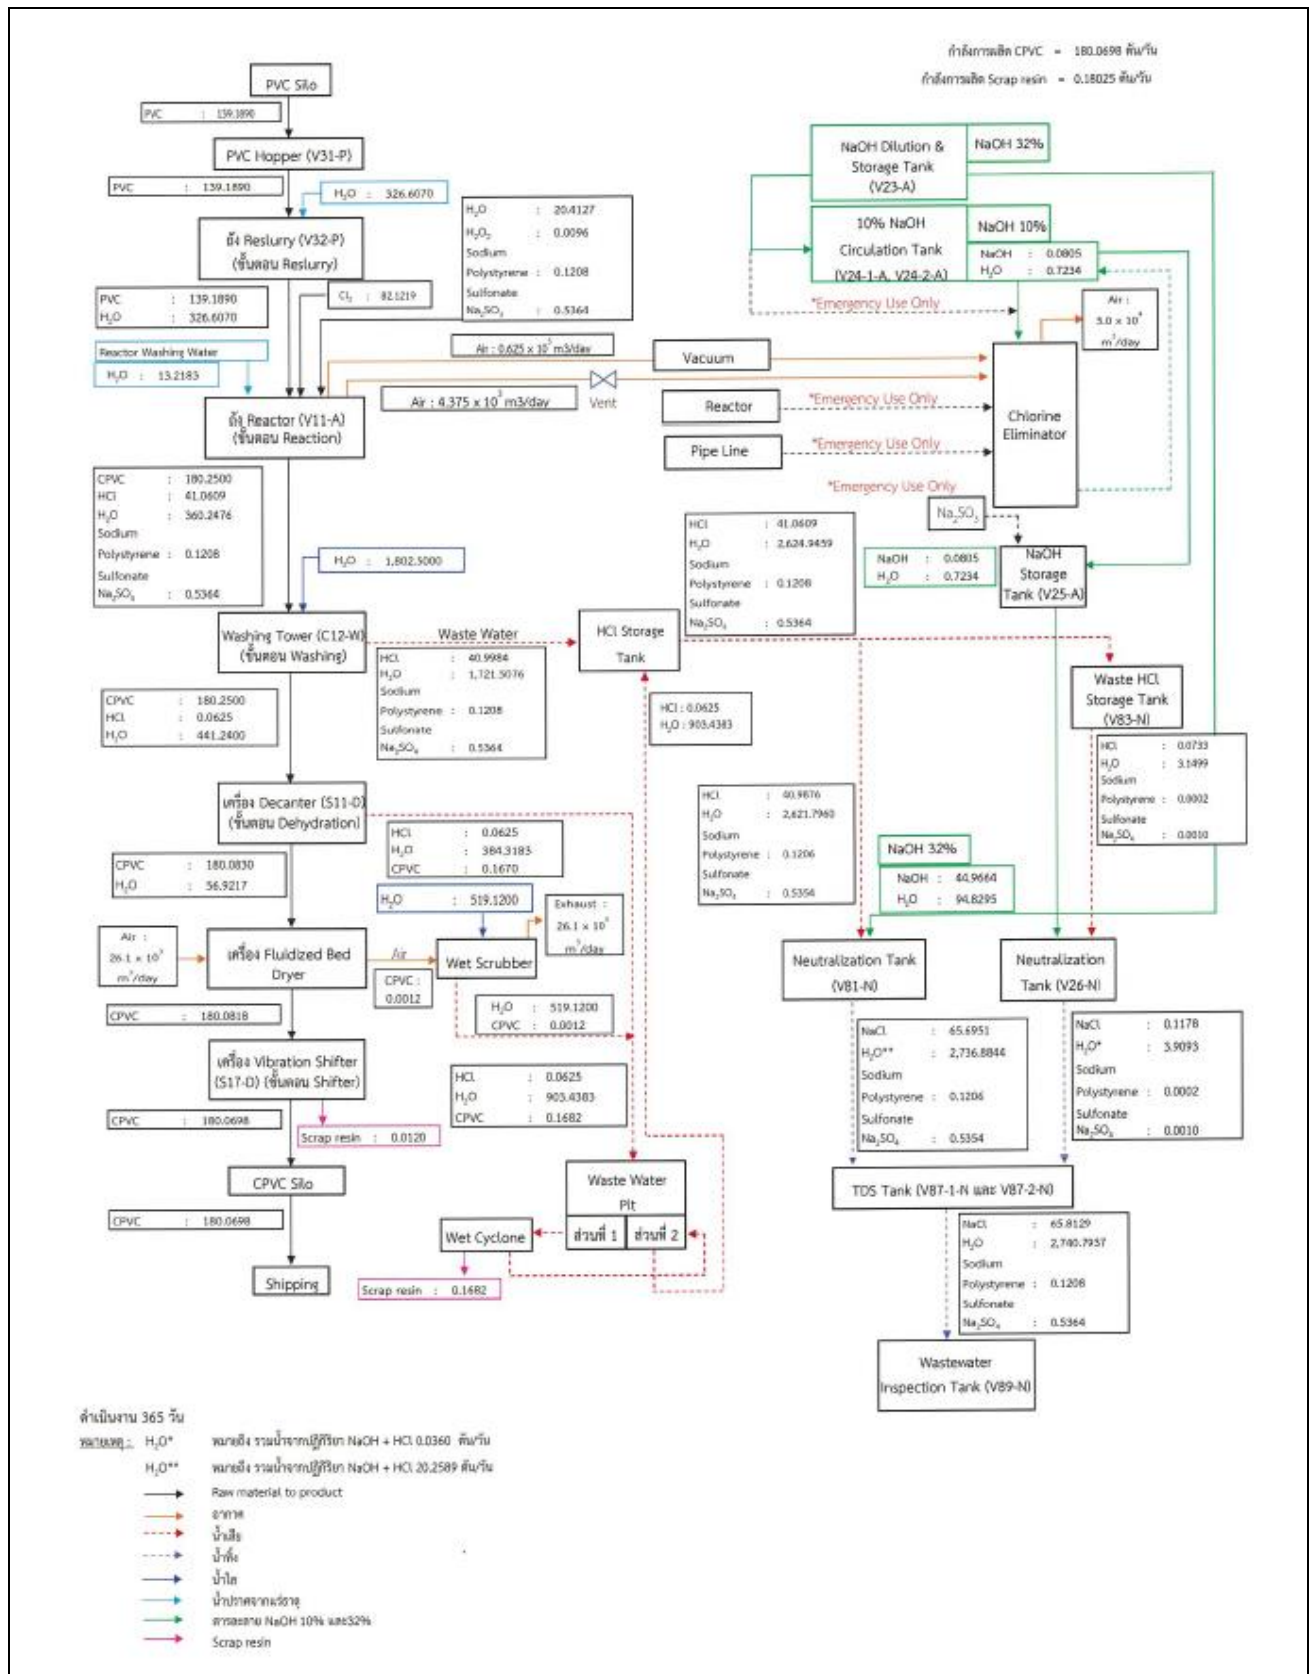 กำลังการผลิต CPVC = 180.0698 ตัน/วัน
กำลังการผลิต Scrap resin = 0.18025 ตัน/วัน
PVC Silo
PVC : 139.1890
PVC Hopper (V31-P)
PVC : 139.1890
H₂O : 326.6070
ถัง Reslurry (V32-P)
(ขั้นตอน Reslurry)
PVC : 139.1890
H₂O : 326.6070
Cl₂ : 82.1219
H₂O : 20.4127
H₂O₂ : 0.0096
Sodium
Polystyrene : 0.1208
Sulfonate
Na₂SO₃ : 0.5364
Reactor Washing Water
H₂O : 13.2183
ถัง Reactor (V11-A)
(ขั้นตอน Reaction)
Air : 0.625 x 10³ m3/day
Air : 4.375 x 10³ m3/day
Vent
Vacuum
Reactor
Pipe Line
*Emergency Use Only
*Emergency Use Only
*Emergency Use Only
*Emergency Use Only
NaOH Dilution &
Storage Tank
(V23-A)
NaOH 32%
10% NaOH
Circulation Tank
(V24-1-A, V24-2-A)
NaOH 10%
NaOH : 0.0805
H₂O : 0.7234
Air :
m³/day
Chlorine
Eliminator
Na₂SO₃
NaOH : 0.0805
H₂O : 0.7234
NaOH
Storage
Tank (V25-A)
CPVC : 180.2500
HCl : 41.0609
H₂O : 360.2476
Sodium
Polystyrene : 0.1208
Sulfonate
Na₂SO₄ : 0.5364
H₂O : 1,802.5000
Washing Tower (C12-W)
(ขั้นตอน Washing)
Waste Water
HCl : 40.9984
H₂O : 1,721.5076
Sodium
Polystyrene : 0.1208
Sulfonate
Na₂SO₄ : 0.5364
HCl Storage
Tank
HCl : 41.0609
H₂O : 2,624.9459
Sodium
Polystyrene : 0.1208
Sulfonate
Na₂SO₄ : 0.5364
HCl : 0.0625
H₂O : 903.4383
Waste HCl
Storage Tank
(V83-N)
HCl : 0.0733
H₂O : 3.1499
Sodium
Polystyrene : 0.0002
Sulfonate
Na₂SO₄ : 0.0010
CPVC : 180.2500
HCl : 0.0625
H₂O : 441.2400
เครื่อง Decanter (S11-D)
(ขั้นตอน Dehydration)
HCl : 0.0625
H₂O : 384.3183
CPVC : 0.1670
CPVC : 180.0830
H₂O : 56.9217
HCl : 40.9876
H₂O : 2,621.7960
Sodium
Polystyrene : 0.1206
Sulfonate
Na₂SO₄ : 0.5354
NaOH 32%
NaOH : 44.9664
H₂O : 94.8295
H₂O : 519.1200
Exhaust :
m³/day
Air :
m³/day
เครื่อง Fluidized Bed
Dryer
Air
CPVC :
0.0012
Wet Scrubber
H₂O : 519.1200
CPVC : 0.0012
Neutralization Tank
(V81-N)
Neutralization
Tank (V26-N)
CPVC : 180.0818
เครื่อง Vibration Shifter
(S17-D) (ขั้นตอน Shifter)
HCl : 0.0625
H₂O : 903.4383
CPVC : 0.1682
NaCl : 65.6951
H₂O** : 2,736.8844
Sodium
Polystyrene : 0.1206
Sulfonate
Na₂SO₄ : 0.5354
NaCl : 0.1178
H₂O* : 3.9093
Sodium
Polystyrene : 0.0002
Sulfonate
Na₂SO₄ : 0.0010
CPVC : 180.0698
Scrap resin : 0.0120
CPVC Silo
CPVC : 180.0698
Shipping
Waste Water
Pit
ส่วนที่ 1
ส่วนที่ 2
Wet Cyclone
Scrap resin : 0.1682
TDS Tank (V87-1-N และ V87-2-N)
NaCl : 65.8129
H₂O : 2,740.7937
Sodium
Polystyrene : 0.1208
Sulfonate
Na₂SO₄ : 0.5364
Wastewater
Inspection Tank (V89-N)
ดำเนินงาน 365 วัน
หมายเหตุ : H₂O* หมายถึง รวมน้ำจากปฏิกิริยา NaOH + HCl 0.0360 ตัน/วัน
H₂O** หมายถึง รวมน้ำจากปฏิกิริยา NaOH + HCl 20.2589 ตัน/วัน
Raw material to product
อากาศ
น้ำเสีย
น้ำทิ้ง
น้ำใส
น้ำปราศจากแร่ธาตุ
สารละลาย NaOH 10% และ32%
Scrap resin